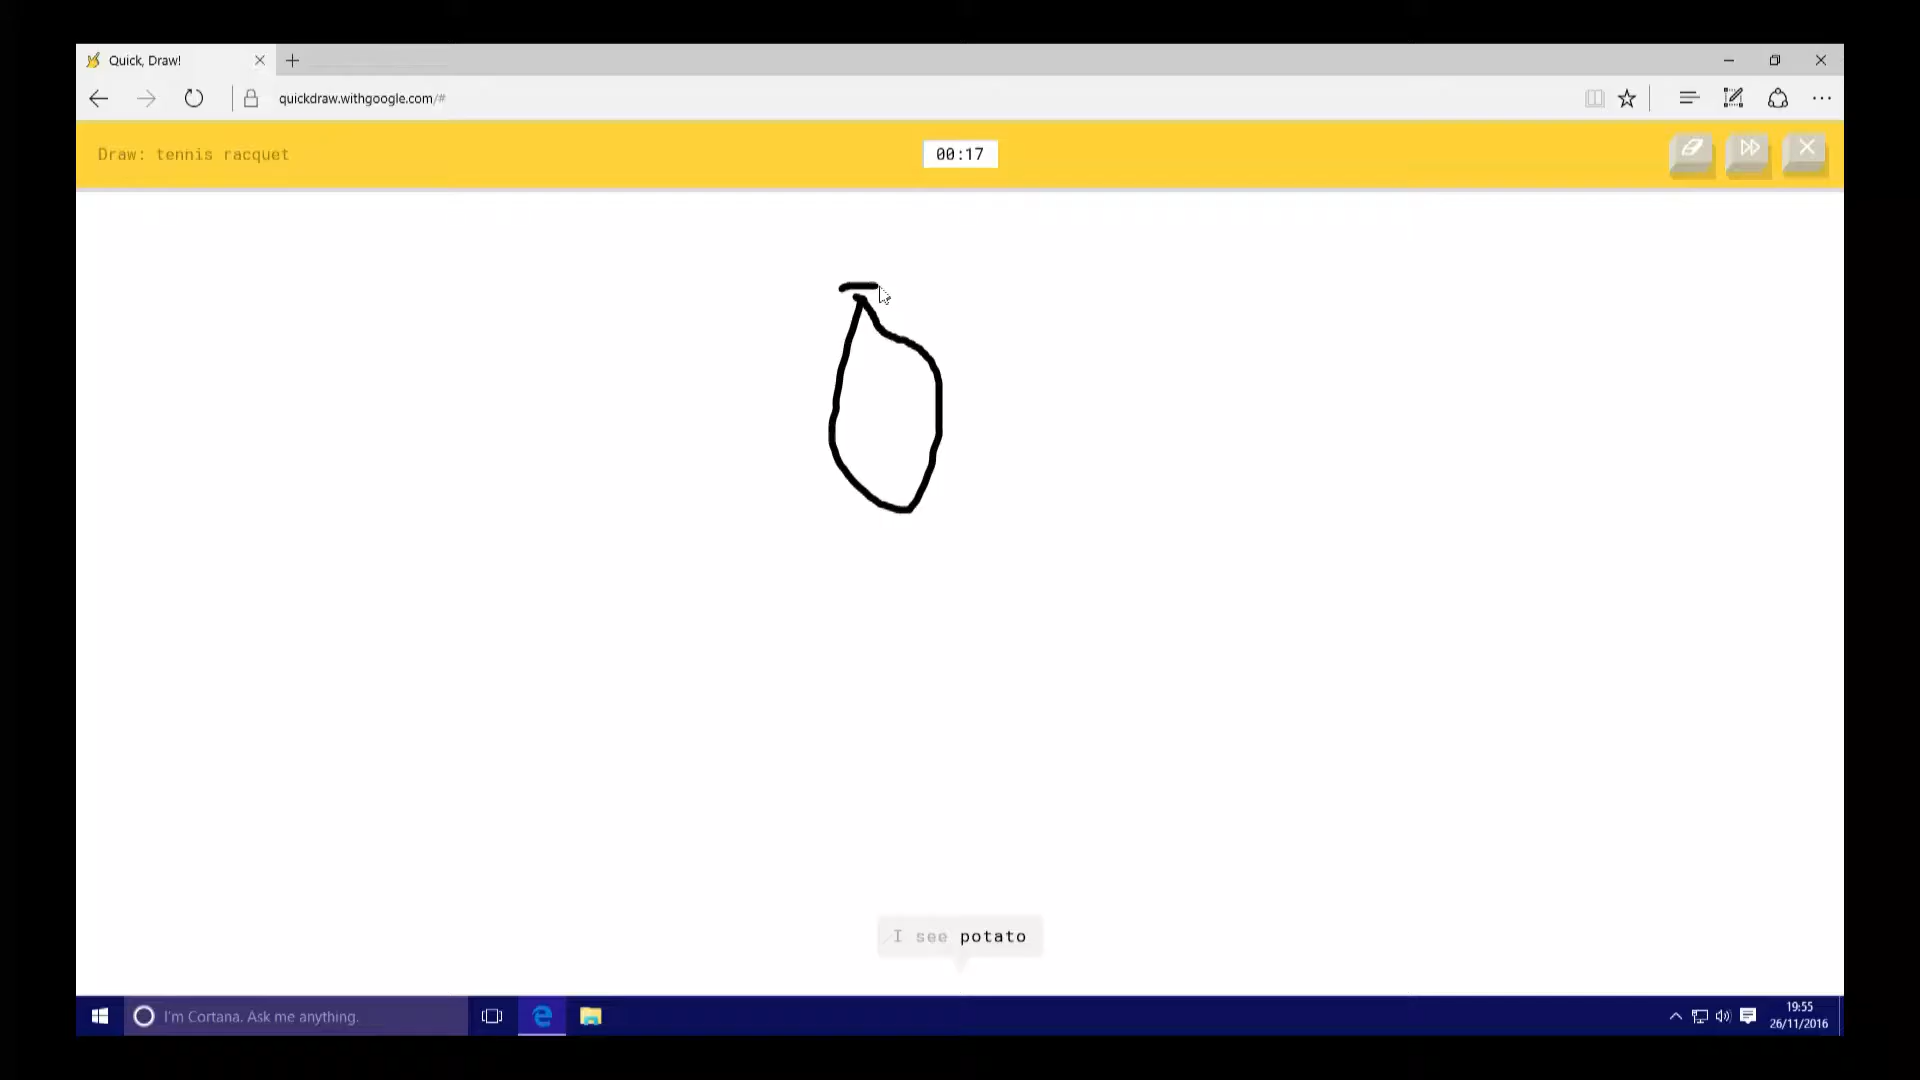 Quick, Draw!
quickdraw.withgoogle.com/#
Draw: tennis racquet
00:17
I see potato
I'm Cortana. Ask me anything.
19:55
26/11/2016